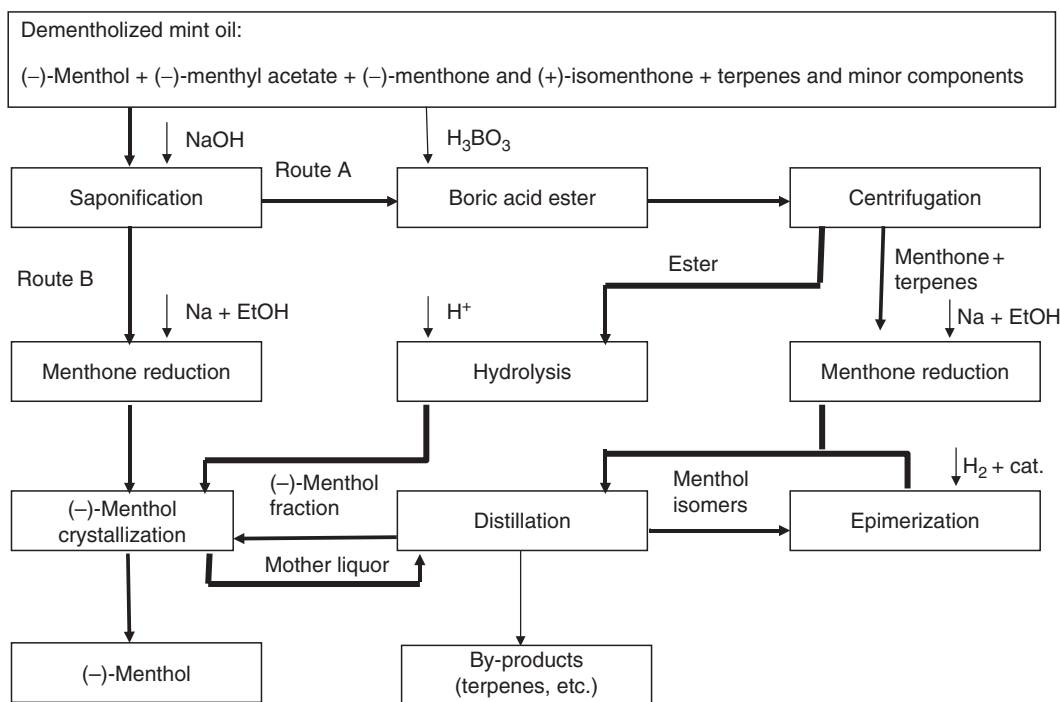 Dementholized mint oil:
(–)-Menthol + (–)-menthyl acetate + (–)-menthone and (+)-isomenthone + terpenes and minor components
NaOH
H₃BO₃
Route A
Saponification
Boric acid ester
Centrifugation
Ester
Menthone +
terpenes
Route B
Na + EtOH
H⁺
Na + EtOH
Menthone reduction
Hydrolysis
Menthone reduction
(–)-Menthol
fraction
Menthol
isomers
H₂ + cat.
(–)-Menthol
crystallization
Distillation
Epimerization
Mother liquor
(–)-Menthol
By-products
(terpenes, etc.)